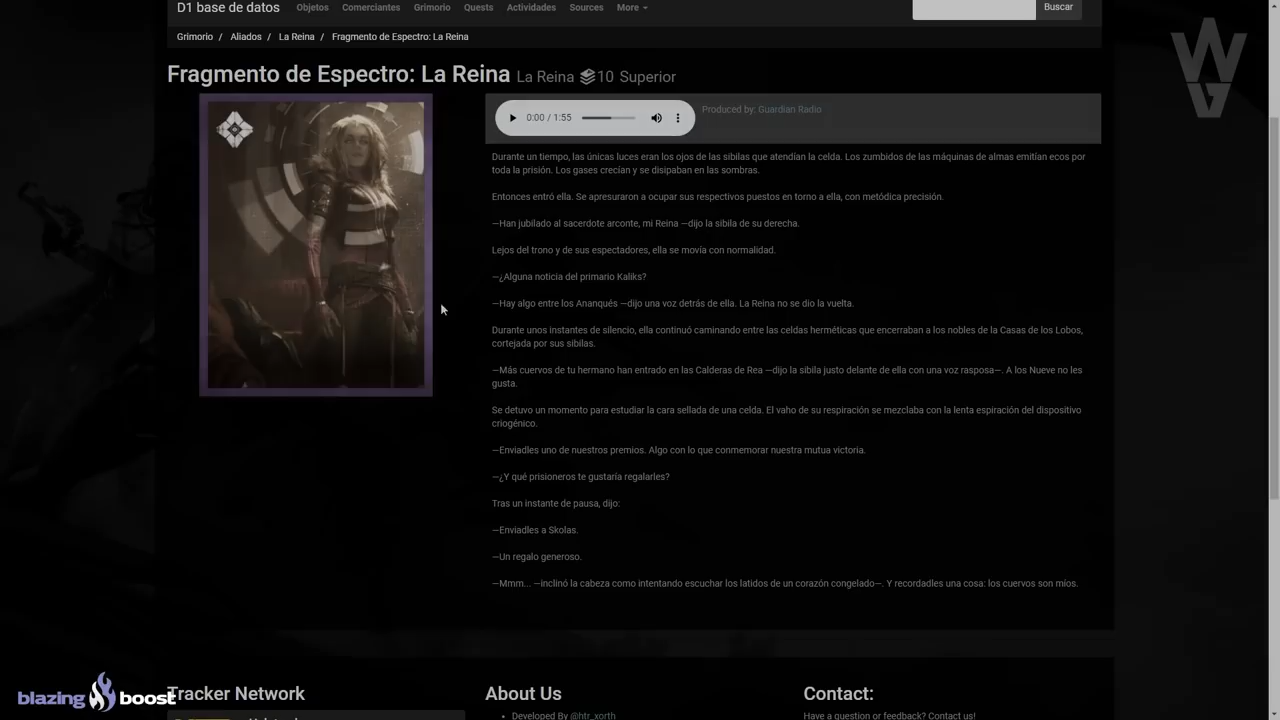 D1 base de datos Objetos Comerciantes Grimorio Quests Actividades Sources More Buscar
Grimorio / Aliados / La Reina / Fragmento de Espectro: La Reina
Fragmento de Espectro: La Reina La Reina 10 Superior
0:00 / 1:55 Produced by: Guardian Radio
Durante un tiempo, las únicas luces eran los ojos de las sibilas que atendían la celda. Los zumbidos de las máquinas de almas emitían ecos por
toda la prisión. Los gases crecían y se disipaban en las sombras.
Entonces entró ella. Se apresuraron a ocupar sus respectivos puestos en torno a ella, con metódica precisión.
—Han jubilado al sacerdote arconte, mi Reina —dijo la sibila de su derecha.
Lejos del trono y de sus espectadores, ella se movía con normalidad.
—¿Alguna noticia del primario Kaliks?
—Hay algo entre los Ananqués —dijo una voz detrás de ella. La Reina no se dio la vuelta.
Durante unos instantes de silencio, ella continuó caminando entre las celdas herméticas que encerraban a los nobles de la Casas de los Lobos,
cortejada por sus sibilas.
—Más cuervos de tu hermano han entrado en las Calderas de Rea —dijo la sibila justo delante de ella con una voz rasposa—. A los Nueve no les
gusta.
Se detuvo un momento para estudiar la cara sellada de una celda. El vaho de su respiración se mezclaba con la lenta espiración del dispositivo
criogénico.
—Enviadles uno de nuestros premios. Algo con lo que conmemorar nuestra mutua victoria.
—¿Y qué prisioneros te gustaría regalarles?
Tras un instante de pausa, dijo:
—Enviadles a Skolas.
—Un regalo generoso.
—Mmm... —inclinó la cabeza como intentando escuchar los latidos de un corazón congelado—. Y recordadles una cosa: los cuervos son míos.
blazing boost
Tracker Network About Us Contact:
Developed By @htr_xorth Have a question or feedback? Contact us!